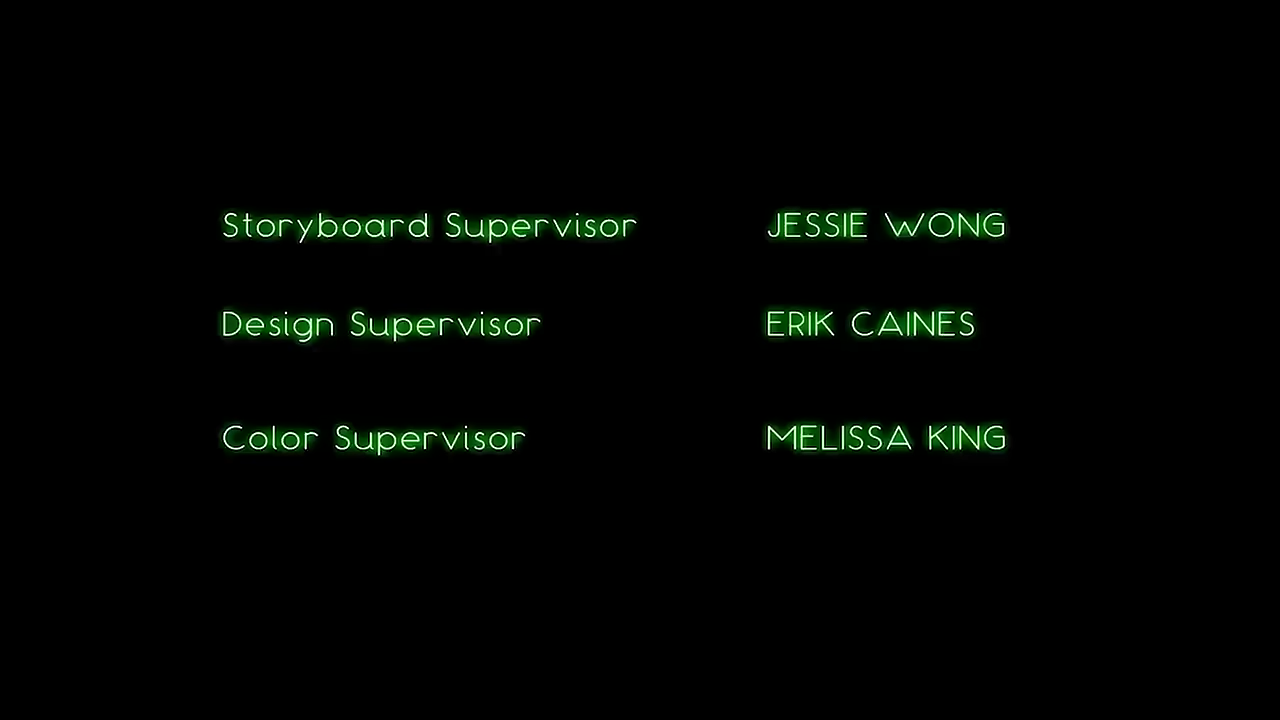 Storyboard Supervisor JESSIE WONG
Design Supervisor ERIK CAINES
Color Supervisor MELISSA KING